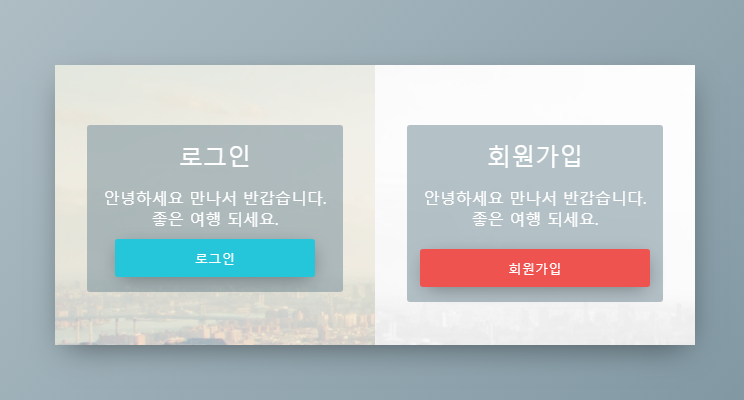 로그인
안녕하세요 만나서 반갑습니다.
좋은 여행 되세요.
로그인
회원가입
안녕하세요 만나서 반갑습니다.
좋은 여행 되세요.
회원가입